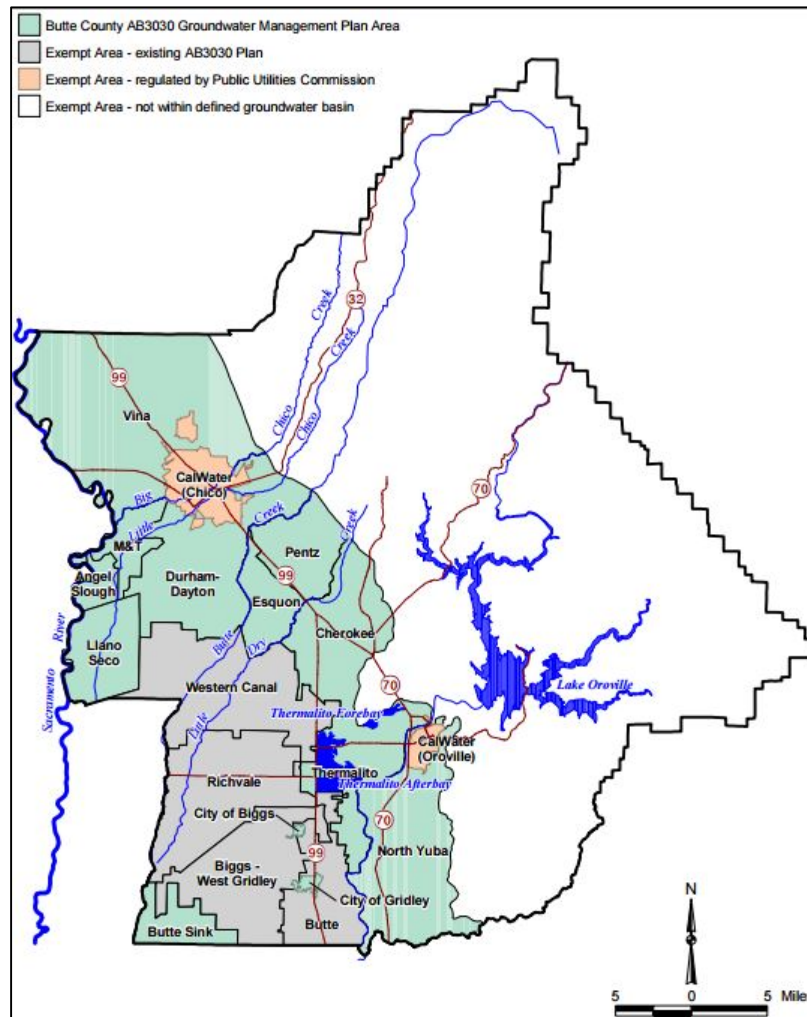 Butte County AB3030 Groundwater Management Plan Area
Exempt Area - existing AB3030 Plan
Exempt Area - regulated by Public Utilities Commission
Exempt Area - not within defined groundwater basin
32
Creek
Creek
99
Vina
Chico
Chico
70
CalWater
(Chico)
Big
Little
Creek
Creek
M&T
Pentz
Angel
Slough
Durham-
Dayton
99
Esquon
Cherokee
River
Llano
Seco
Butte
Dry
Western Canal
70
Lake Oroville
Sacramento
Little
Thermalito Forebay
CalWater
(Oroville)
Thermalito
Richvale
Thermalito Afterbay
City of Biggs
70
99
North Yuba
Biggs -
West Gridley
City of Gridley
Butte
Butte Sink
N
5 0 5 Miles